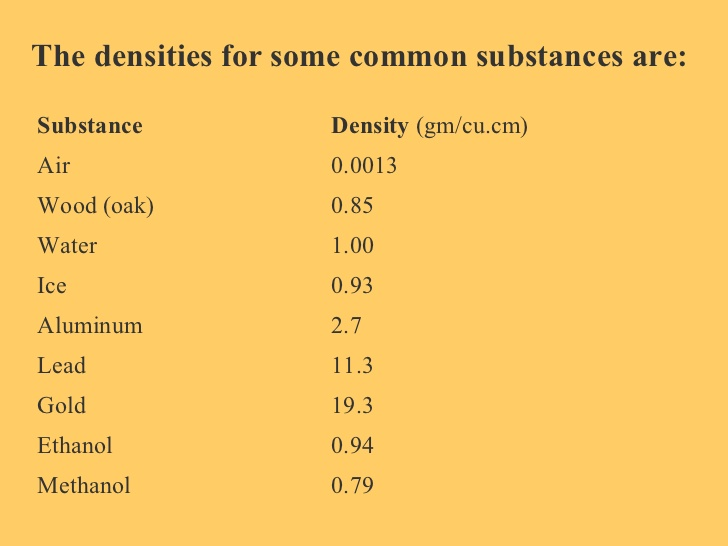 The densities for some common substances are:
Substance Density (gm/cu.cm)
Air 0.0013
Wood (oak) 0.85
Water 1.00
Ice 0.93
Aluminum 2.7
Lead 11.3
Gold 19.3
Ethanol 0.94
Methanol 0.79